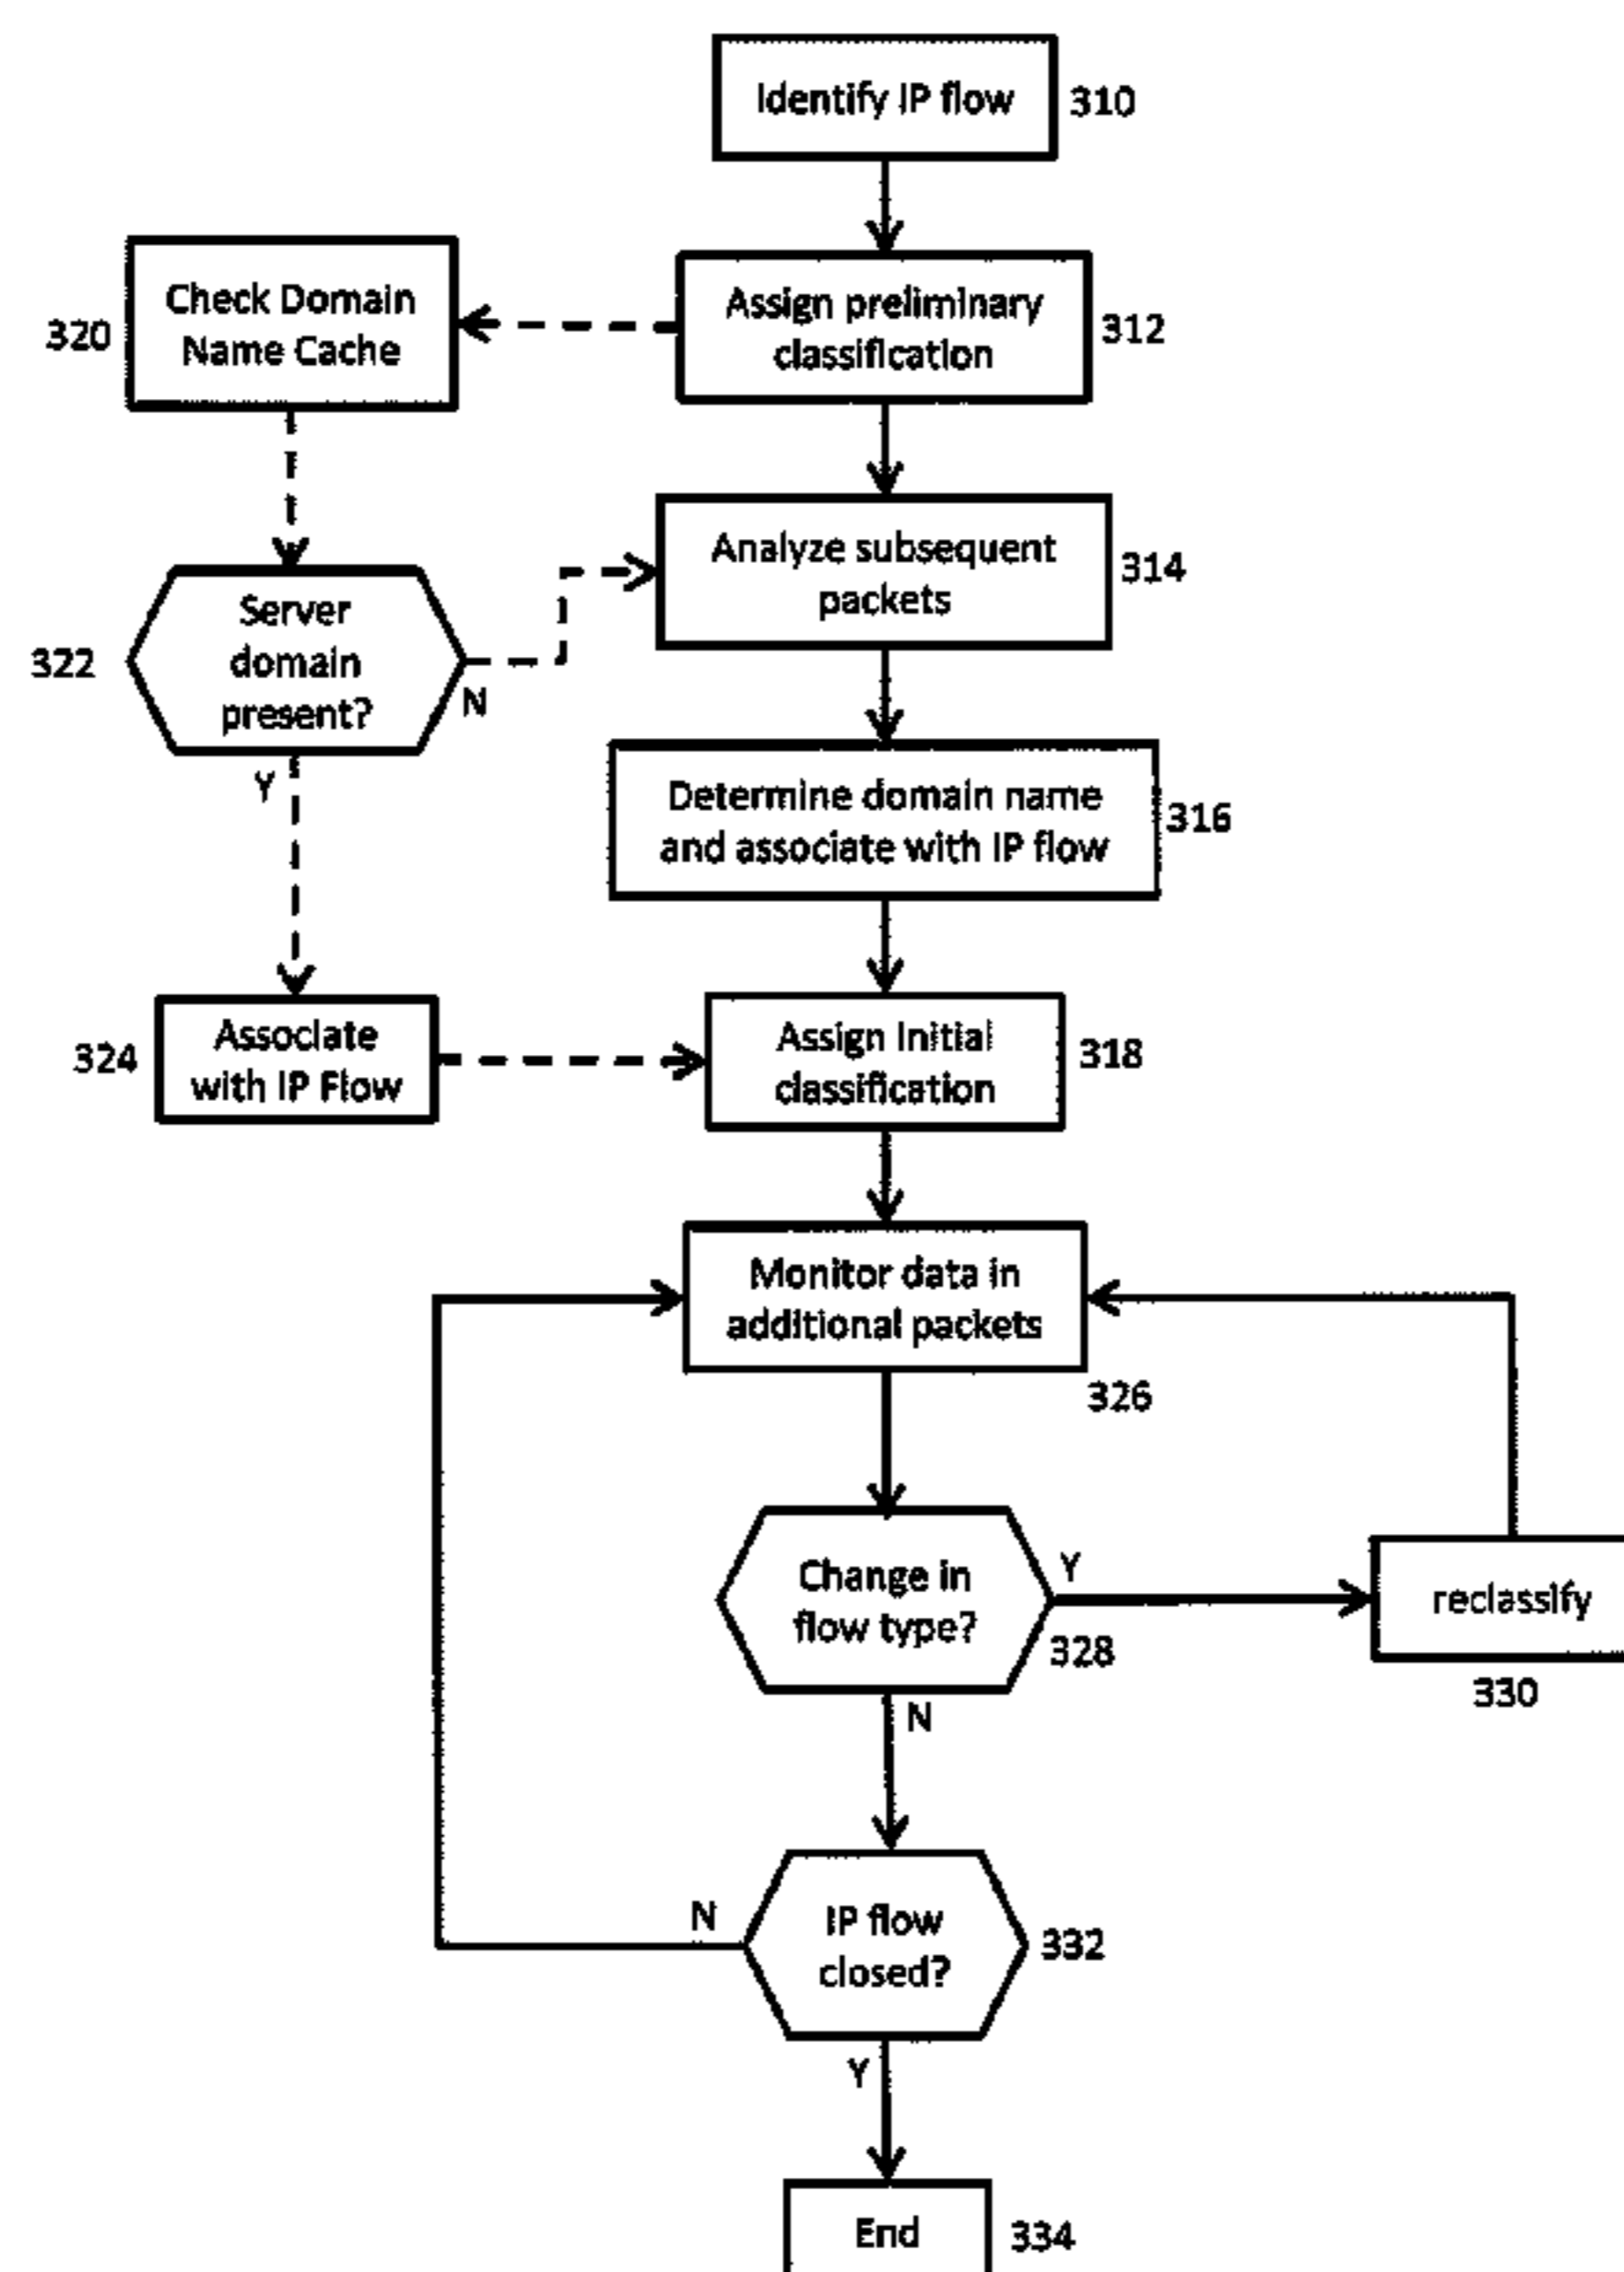 Identify IP flow
310
Check Domain
Name Cache
320
Assign preliminary
classification
312
Analyze subsequent
packets
314
Server
domain
present?
322
N
Y
Determine domain name
and associate with IP flow
316
Associate
with IP Flow
324
Assign Initial
classification
318
Monitor data in
additional packets
326
Change in
flow type?
328
Y
N
reclassify
330
IP flow
closed?
332
N
Y
End
334